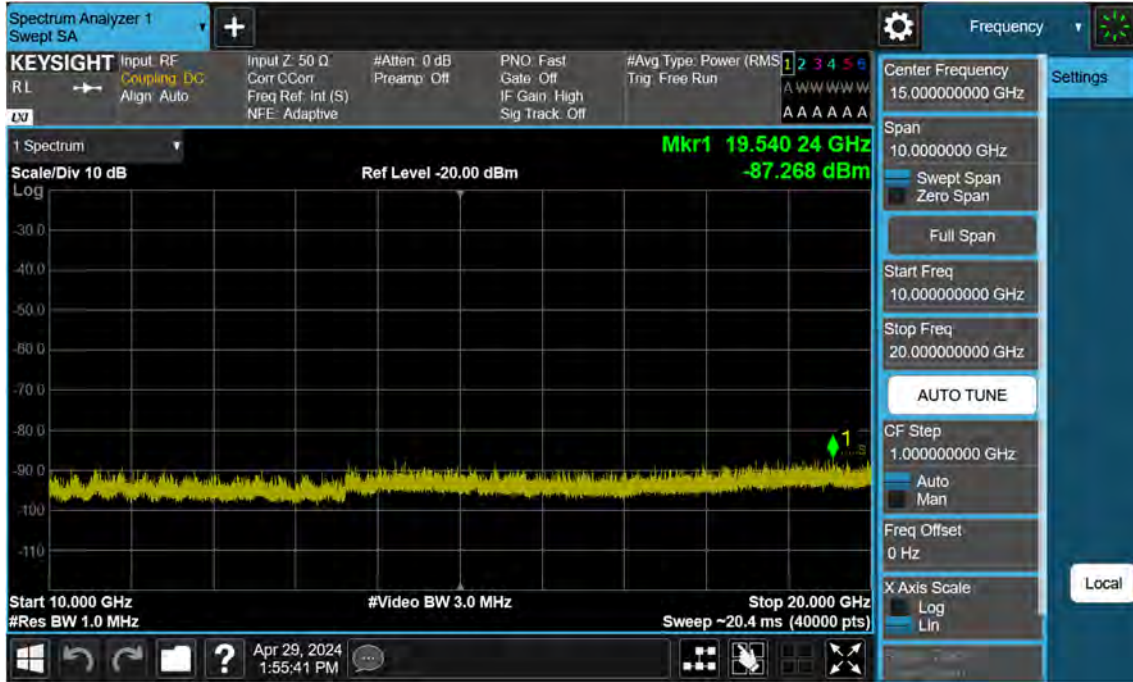 Spectrum Analyzer 1
Swept SA
Frequency
KEYSIGHT
RL
LXI
Input: RF
Coupling: DC
Align: Auto
Input Z: 50 Ω
Corr CCorr
Freq Ref: Int (S)
NFE: Adaptive
#Atten: 0 dB
Preamp: Off
PNO: Fast
Gate: Off
IF Gain: High
Sig Track: Off
#Avg Type: Power (RMS
Trig: Free Run
1 2 3 4 5 6
A W W W W W
A A A A A A
1 Spectrum
Scale/Div 10 dB
Ref Level -20.00 dBm
Mkr1 19.540 24 GHz
-87.268 dBm
Log
-30.0
-40.0
-50.0
-60.0
-70.0
-80.0
-90.0
-100
-110
1
Start 10.000 GHz
#Res BW 1.0 MHz
#Video BW 3.0 MHz
Stop 20.000 GHz
Sweep ~20.4 ms (40000 pts)
Apr 29, 2024
1:55:41 PM
Center Frequency
15.000000000 GHz
Span
10.0000000 GHz
Swept Span
Zero Span
Full Span
Start Freq
10.000000000 GHz
Stop Freq
20.000000000 GHz
AUTO TUNE
CF Step
1.000000000 GHz
Auto
Man
Freq Offset
0 Hz
X Axis Scale
Log
Lin
Settings
Local